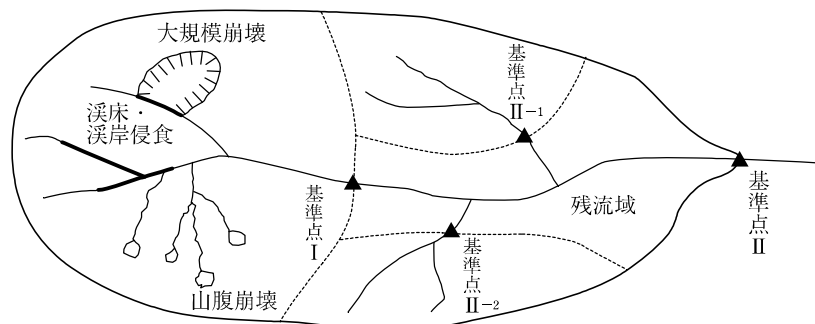 大規模崩壊
渓床・
渓岸侵食
山腹崩壊
基準点Ⅰ
基準点Ⅱ-1
基準点Ⅱ-2
残流域
基準点Ⅱ